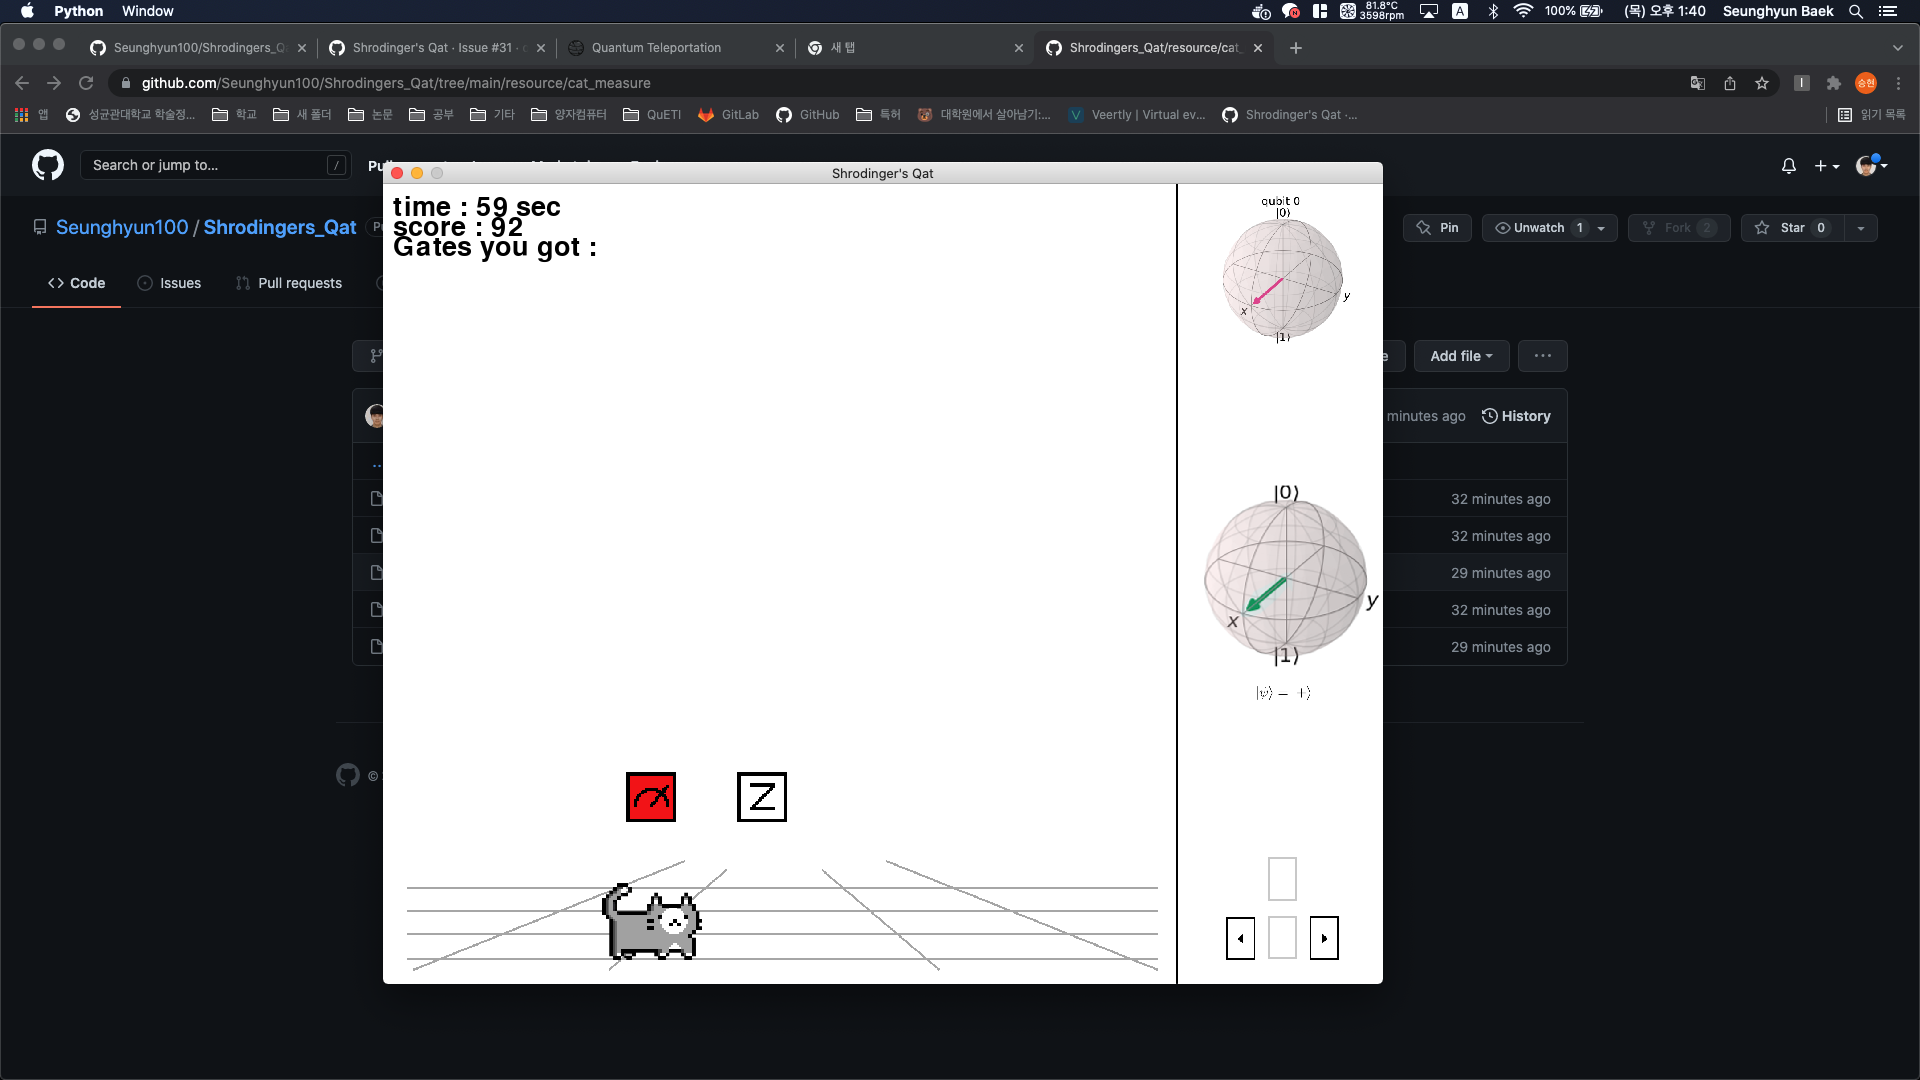 Python Window 81.8°C 3598rpm A 100% (목) 오후 1:40 Seunghyun Baek
Seunghyun100/Shrodingers_Q Shrodinger's Qat · Issue #31 · Quantum Teleportation 새 탭 Shrodingers_Qat/resource/cat_
github.com/Seunghyun100/Shrodingers_Qat/tree/main/resource/cat_measure 승현
앱 성균관대학교 학술정... 학교 새 폴더 논문 공부 기타 양자컴퓨터 QuETI GitLab GitHub 특허 대학원에서 살아남기:... Veertly | Virtual ev... Shrodinger's Qat ·... 읽기 목록
Search or jump to... /
Shrodinger's Qat
Seunghyun100 / Shrodingers_Qat Pin Unwatch 1 Fork 2 Star 0
Code Issues Pull requests
time : 59 sec
score : 92
Gates you got :
qubit 0
|0⟩
y
x
|1⟩
Add file
minutes ago History
..
32 minutes ago
32 minutes ago
29 minutes ago
32 minutes ago
29 minutes ago
|0⟩
y
x
|1⟩
|ψ⟩ = +⟩
Z
©